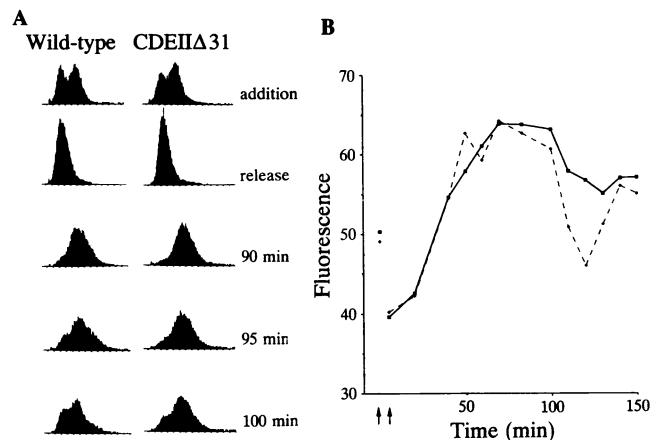 A
Wild-type CDEIIΔ31
addition
release
90 min
95 min
100 min
B
70
60
50
40
30
Fluorescence
50 100 150
Time (min)